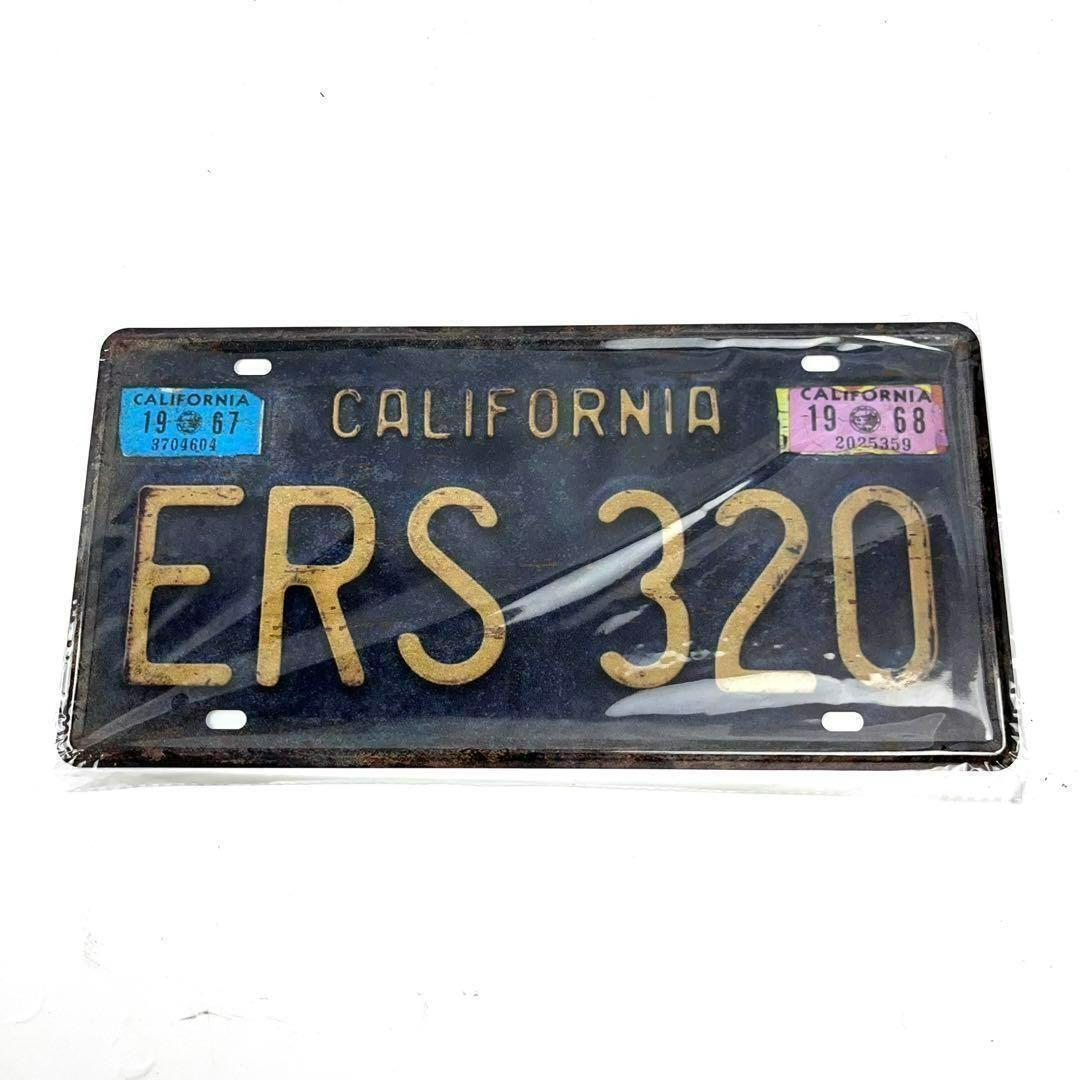 CALIFORNIA
19 67
3704604
CALIFORNIA
CALIFORNIA
19 68
2025359
ERS 320